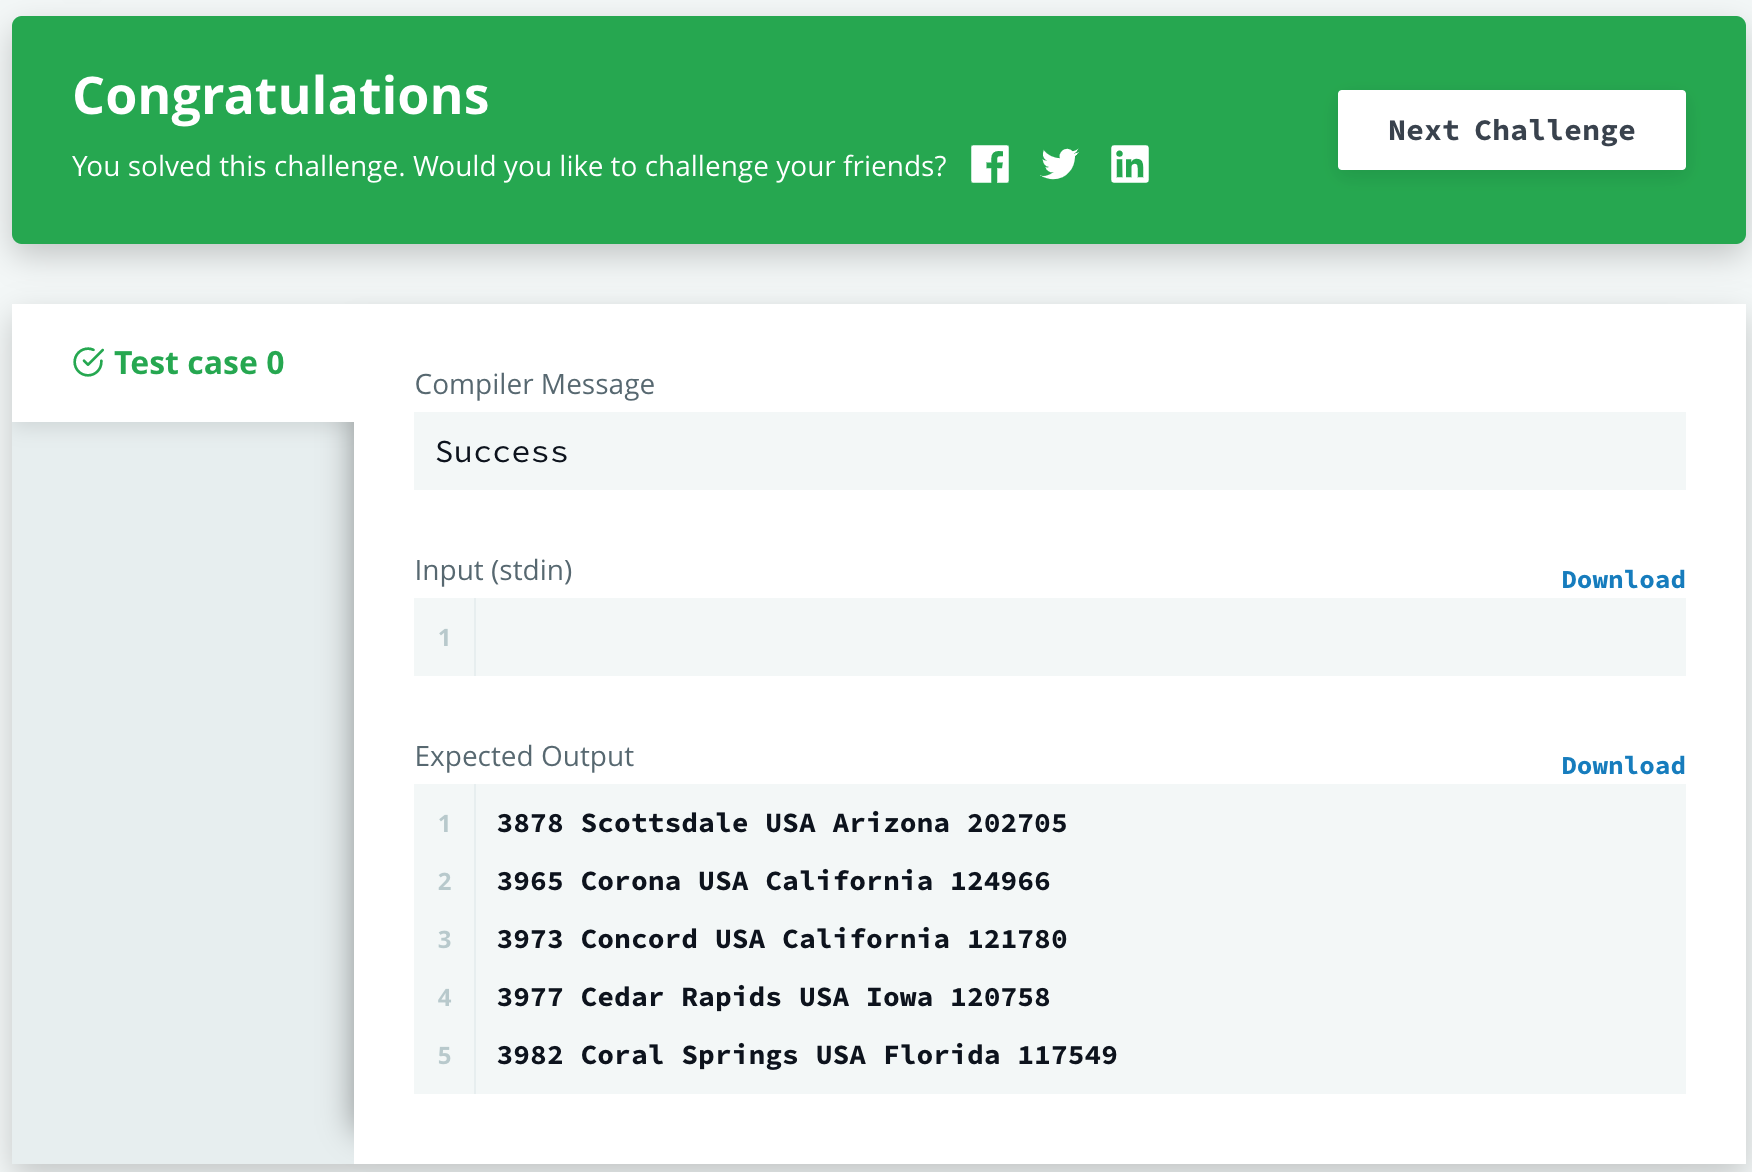 Congratulations
You solved this challenge. Would you like to challenge your friends?
Next Challenge
Test case 0
Compiler Message
Success
Input (stdin)
Download
1
Expected Output
Download
1 3878 Scottsdale USA Arizona 202705
2 3965 Corona USA California 124966
3 3973 Concord USA California 121780
4 3977 Cedar Rapids USA Iowa 120758
5 3982 Coral Springs USA Florida 117549